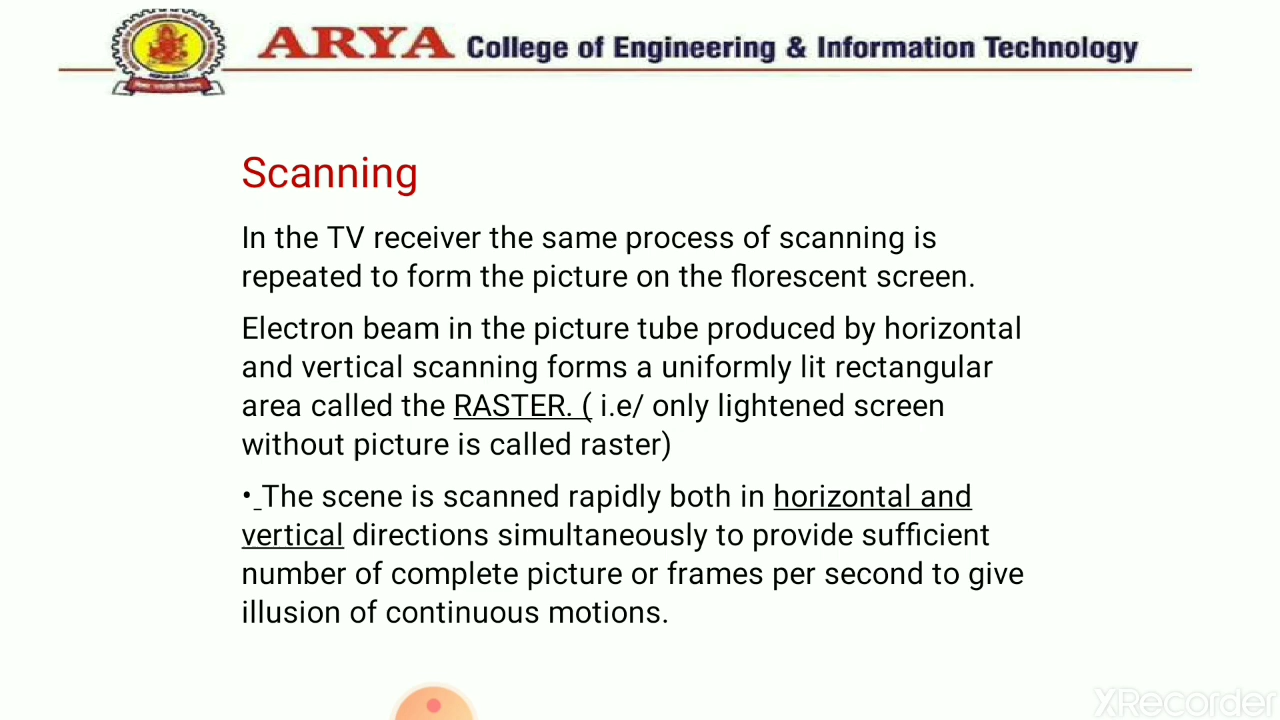 ARYA College of Engineering & Information Technology
Scanning
In the TV receiver the same process of scanning is
repeated to form the picture on the florescent screen.
Electron beam in the picture tube produced by horizontal
and vertical scanning forms a uniformly lit rectangular
area called the RASTER. ( i.e/ only lightened screen
without picture is called raster)
• The scene is scanned rapidly both in horizontal and
vertical directions simultaneously to provide sufficient
number of complete picture or frames per second to give
illusion of continuous motions.
XRecorder